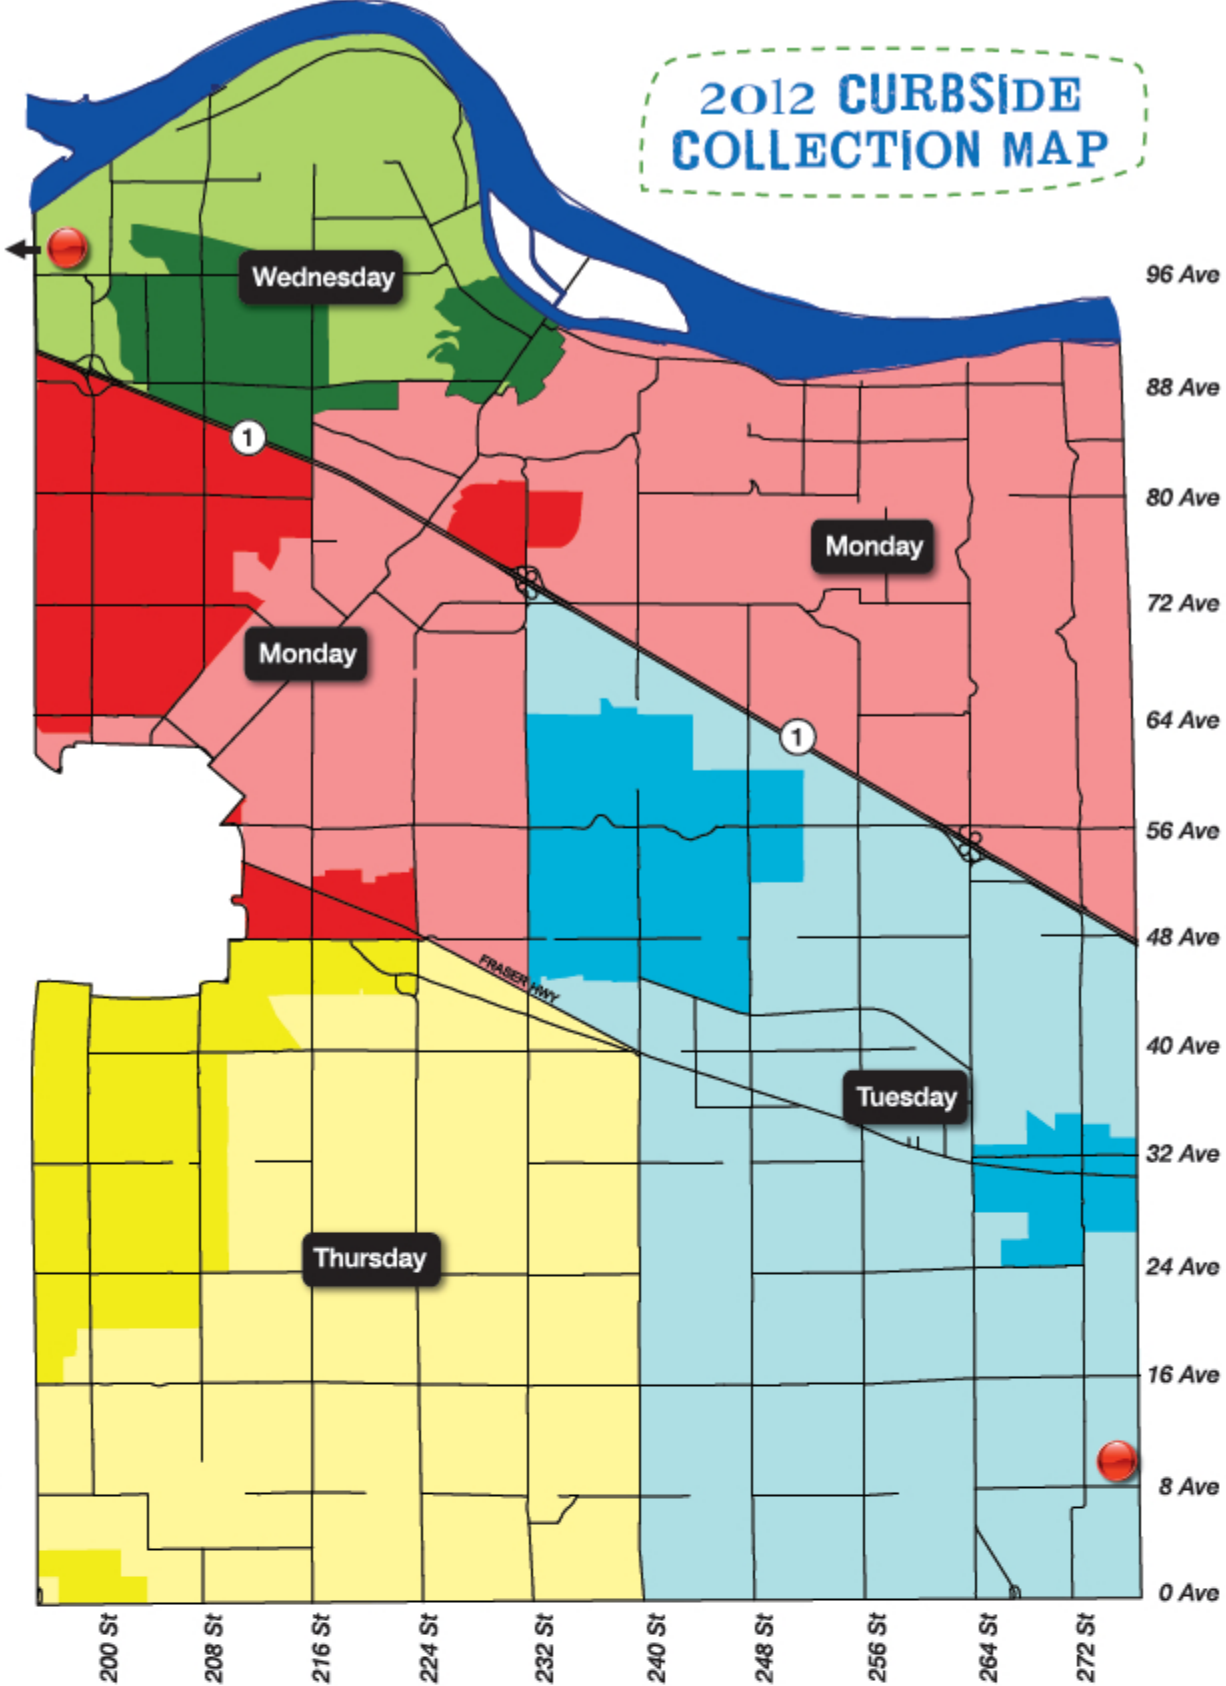 2012 CURBSIDE
COLLECTION MAP
Wednesday
96 Ave
88 Ave
1
80 Ave
Monday
72 Ave
Monday
64 Ave
1
56 Ave
48 Ave
FRASER HWY
40 Ave
Tuesday
32 Ave
Thursday
24 Ave
16 Ave
8 Ave
0 Ave
200 St
208 St
216 St
224 St
232 St
240 St
248 St
256 St
264 St
272 St